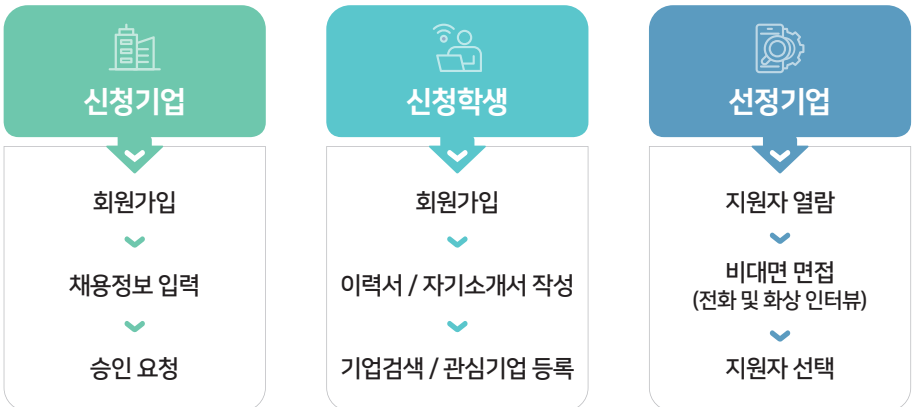 신청기업
회원가입
채용정보 입력
승인 요청
신청학생
회원가입
이력서 / 자기소개서 작성
기업검색 / 관심기업 등록
선정기업
지원자 열람
비대면 면접
(전화 및 화상 인터뷰)
지원자 선택